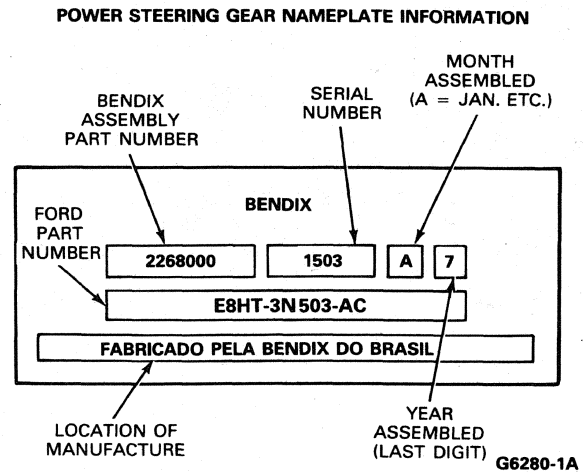 POWER STEERING GEAR NAMEPLATE INFORMATION
MONTH
ASSEMBLED
(A = JAN. ETC.)
SERIAL
NUMBER
BENDIX
ASSEMBLY
PART NUMBER
BENDIX
FORD
PART
NUMBER
2268000 1503 A 7
E8HT-3N503-AC
FABRICADO PELA BENDIX DO BRASIL
LOCATION OF
MANUFACTURE
YEAR
ASSEMBLED
(LAST DIGIT)
G6280-1A